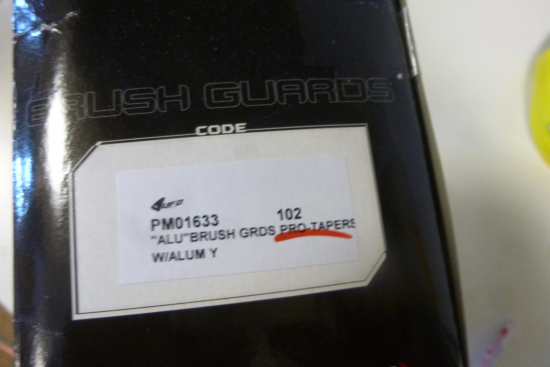 BRUSH GUARDS
CODE
UFO
PM01633 102
"ALU"BRUSH GRDS PRO-TAPERS
W/ALUM Y